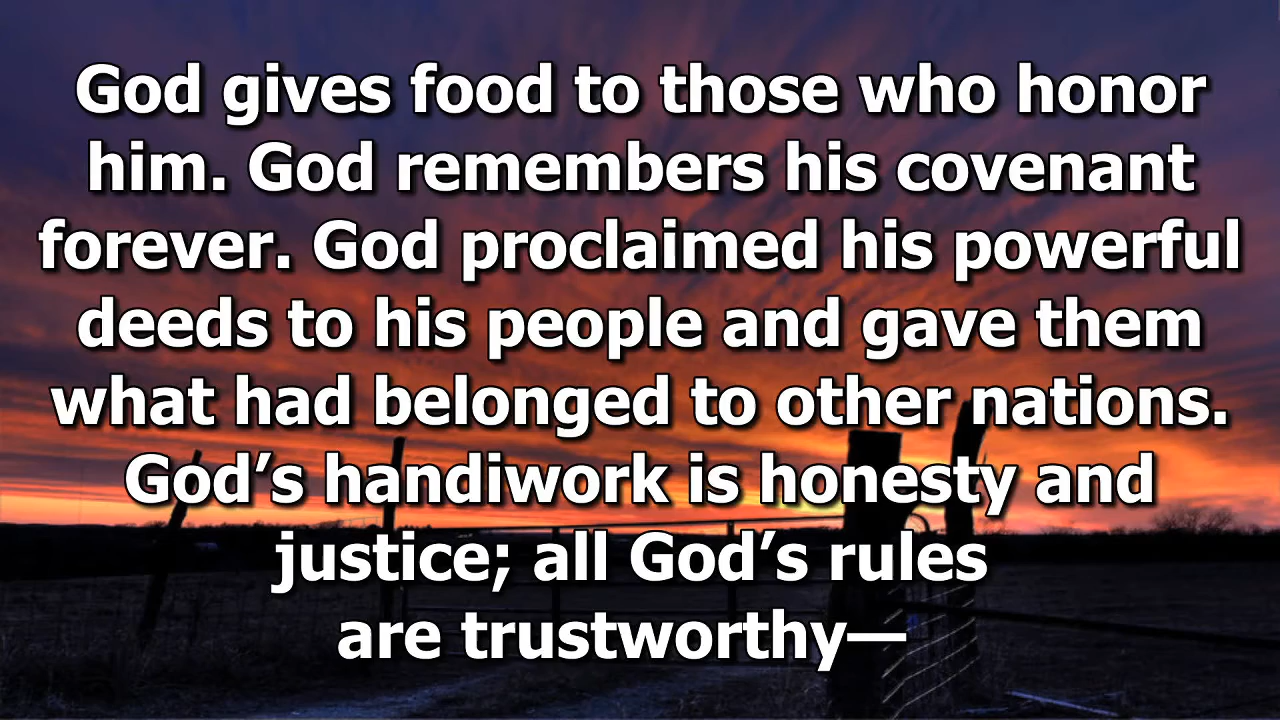 God gives food to those who honor
him. God remembers his covenant
forever. God proclaimed his powerful
deeds to his people and gave them
what had belonged to other nations.
God’s handiwork is honesty and
justice; all God’s rules
are trustworthy—